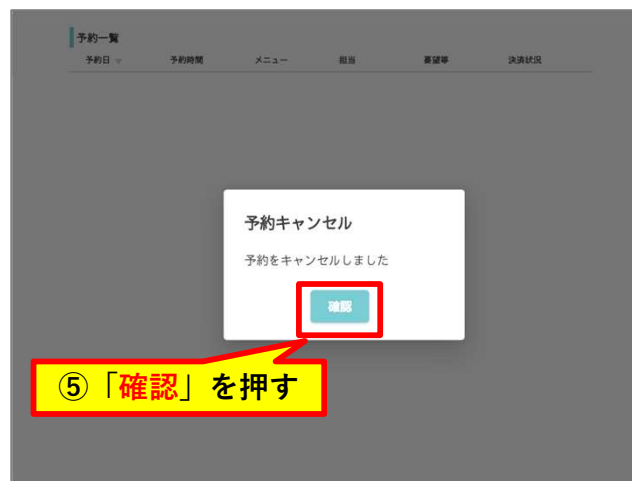 予約一覧
予約日 ▽ 予約時間 メニュー 担当 要望等 決済状況
予約キャンセル
予約をキャンセルしました
確認
⑤「確認」を押す